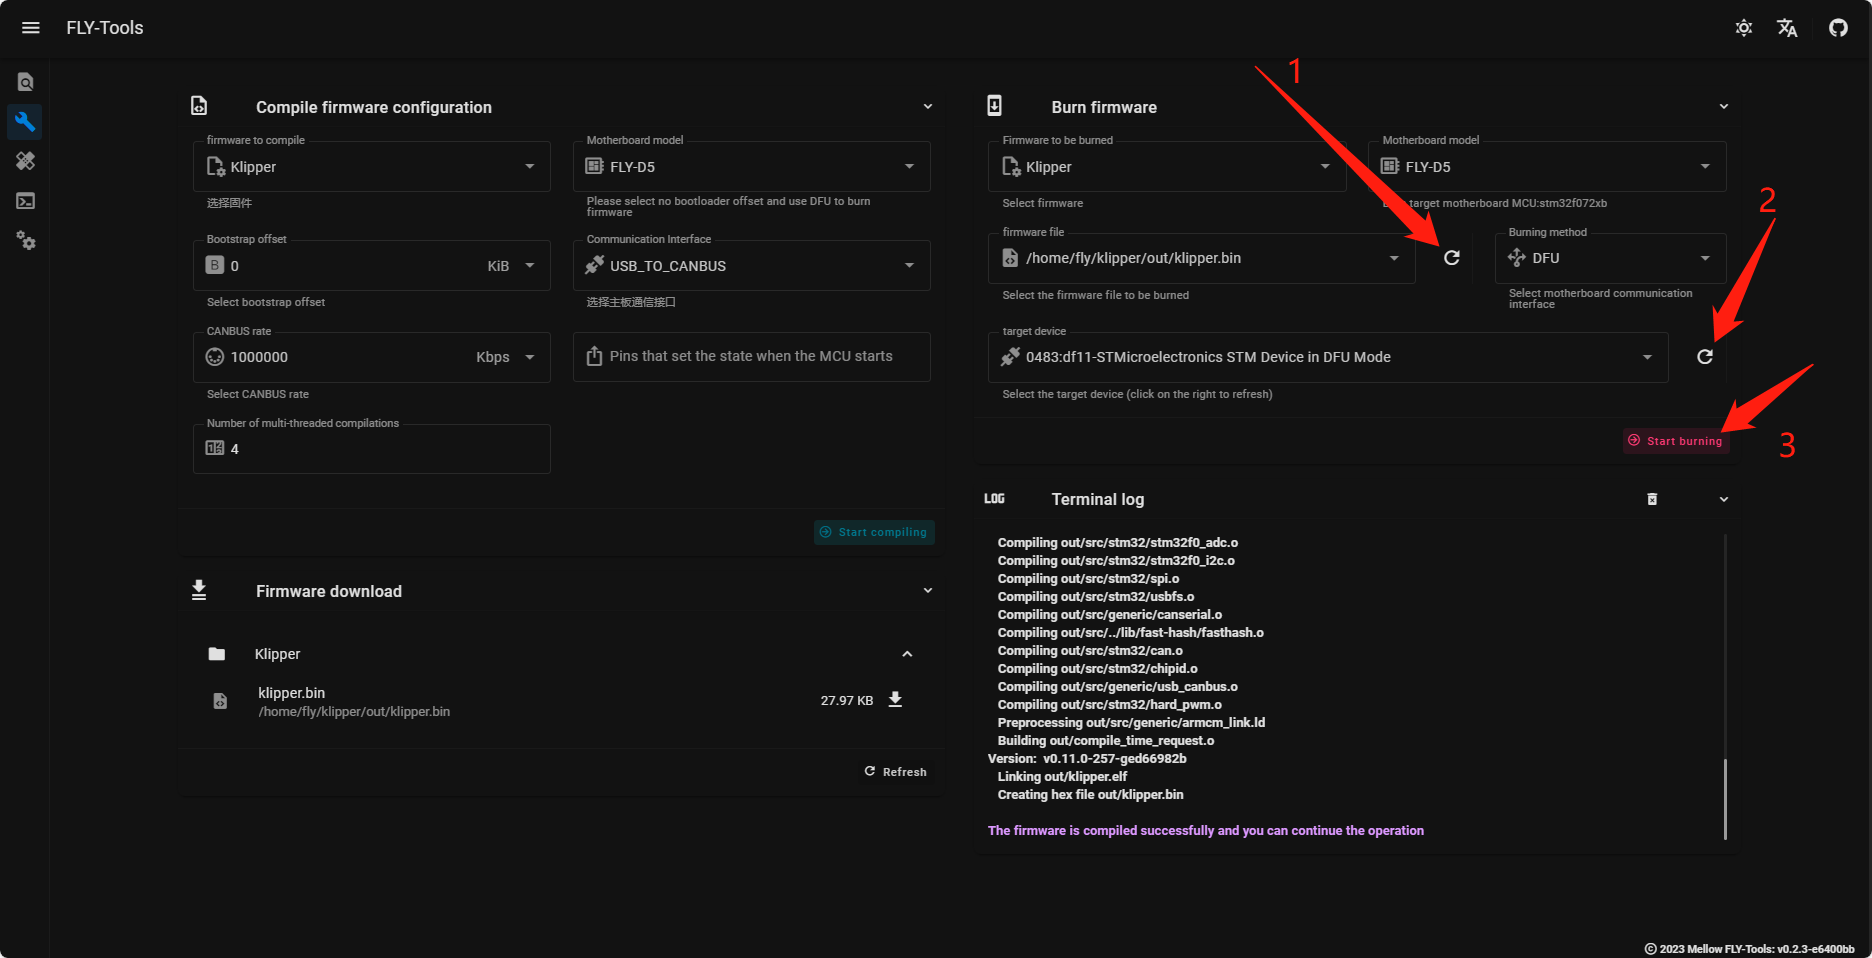 FLY-Tools
Compile firmware configuration
firmware to compile
Klipper
选择固件
Motherboard model
FLY-D5
Please select no bootloader offset and use DFU to burn
firmware
Bootstrap offset
B 0 KiB
Select bootstrap offset
Communication Interface
USB_TO_CANBUS
选择主板通信接口
CANBUS rate
1000000 Kbps
Select CANBUS rate
Pins that set the state when the MCU starts
Number of multi-threaded compilations
4
Start compiling
Firmware download
Klipper
klipper.bin
/home/fly/klipper/out/klipper.bin
27.97 KB
Refresh
1
Burn firmware
Firmware to be burned
Klipper
Select firmware
Motherboard model
FLY-D5
target motherboard MCU:stm32f072xb
2
firmware file
/home/fly/klipper/out/klipper.bin
Select the firmware file to be burned
Burning method
DFU
Select motherboard communication
interface
target device
0483:df11-STMicroelectronics STM Device in DFU Mode
Select the target device (click on the right to refresh)
Start burning
3
LOG Terminal log
Compiling out/src/stm32/stm32f0_adc.o
Compiling out/src/stm32/stm32f0_i2c.o
Compiling out/src/stm32/spi.o
Compiling out/src/stm32/usbfs.o
Compiling out/src/generic/canserial.o
Compiling out/src/../lib/fast-hash/fasthash.o
Compiling out/src/stm32/can.o
Compiling out/src/stm32/chipid.o
Compiling out/src/generic/usb_canbus.o
Compiling out/src/stm32/hard_pwm.o
Preprocessing out/src/generic/armcm_link.ld
Building out/compile_time_request.o
Version: v0.11.0-257-ged66982b
Linking out/klipper.elf
Creating hex file out/klipper.bin
The firmware is compiled successfully and you can continue the operation
© 2023 Mellow FLY-Tools: v0.2.3-e6400bb